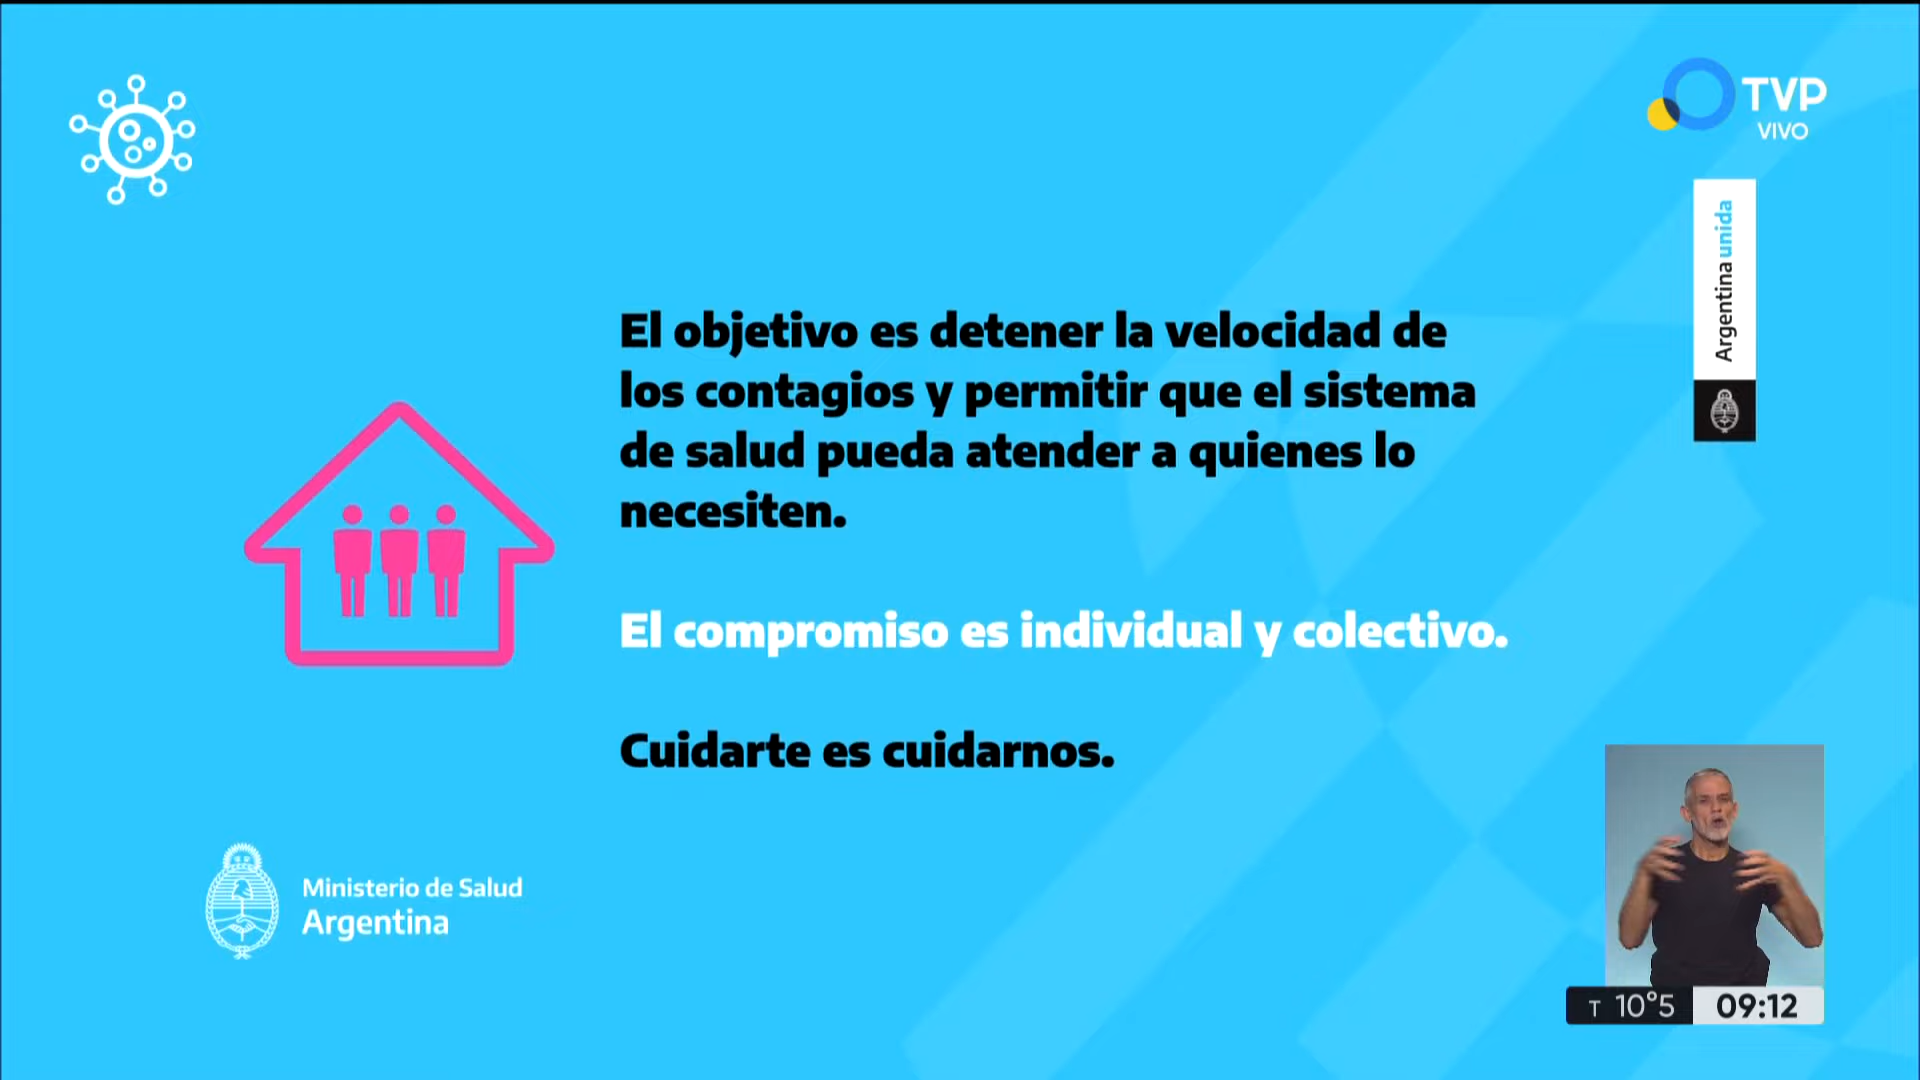 TVP
VIVO
Argentina unida
El objetivo es detener la velocidad de
los contagios y permitir que el sistema
de salud pueda atender a quienes lo
necesiten.
El compromiso es individual y colectivo.
Cuidarte es cuidarnos.
Ministerio de Salud
Argentina
T 10°5 09:12